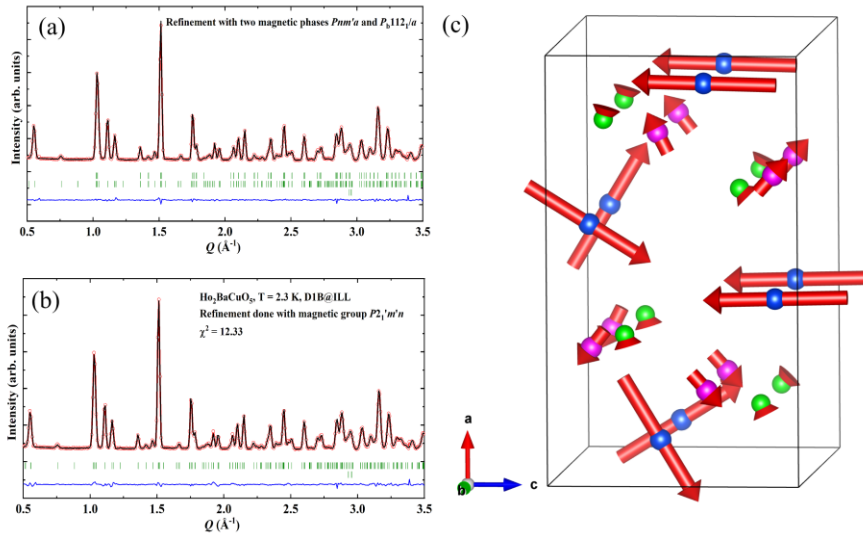 (a)
Refinement with two magnetic phases Pnm'a and P_b112_1/a
Intensity (arb. units)
0.5 1.0 1.5 2.0 2.5 3.0 3.5
Q (Å⁻¹)
(b)
Ho₂BaCuO₅, T = 2.3 K, D1B@ILL
Refinement done with magnetic group P2₁'m'n
χ² = 12.33
Intensity (arb. units)
0.5 1.0 1.5 2.0 2.5 3.0 3.5
Q (Å⁻¹)
(c)
a
b
c